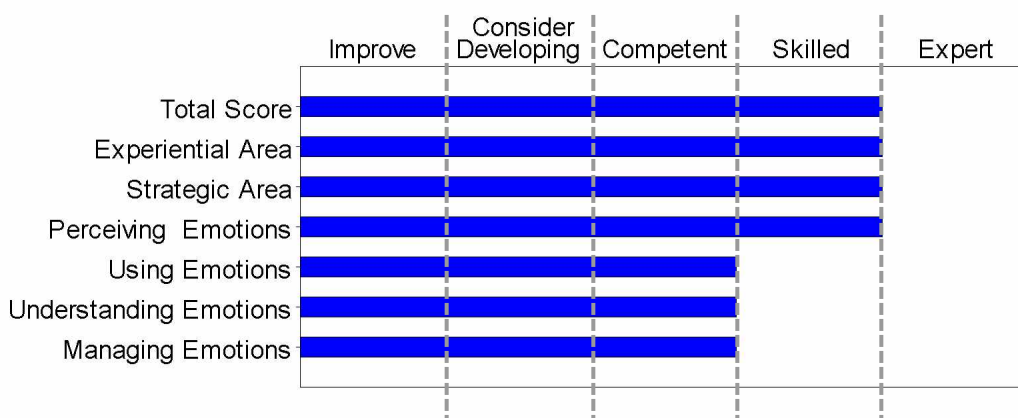 Improve
Consider
Developing
Competent
Skilled
Expert
Total Score
Experiential Area
Strategic Area
Perceiving Emotions
Using Emotions
Understanding Emotions
Managing Emotions